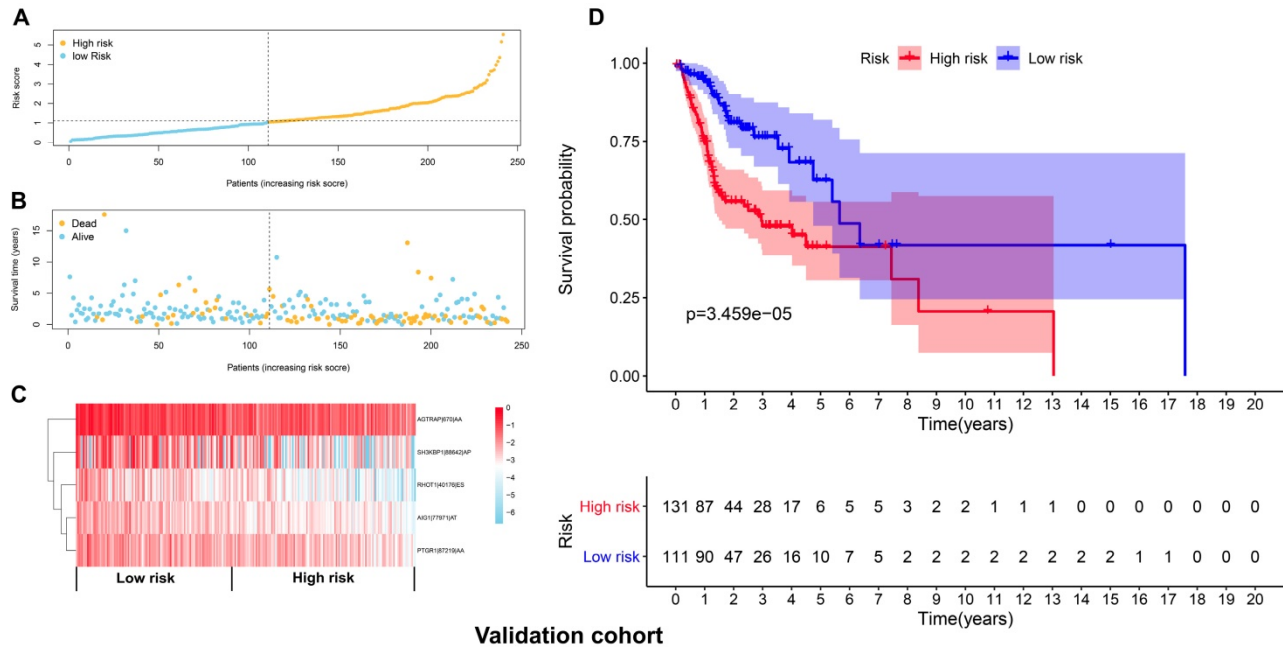 A
High risk
low Risk
Risk score
5
4
3
2
1
0
0 50 100 150 200 250
Patients (increasing risk socre)
B
Dead
Alive
Survival time (years)
15
10
5
0
0 50 100 150 200 250
Patients (increasing risk socre)
C
AGTRAP|670|AA
SH3KBP1|88642|AP
RHOT1|40176|ES
AIG1|77971|AT
PTGR1|87219|AA
0
−1
−2
−3
−4
−5
−6
Low risk High risk
D
Risk High risk Low risk
Survival probability
1.00
0.75
0.50
0.25
0.00
p=3.459e−05
0 1 2 3 4 5 6 7 8 9 10 11 12 13 14 15 16 17 18 19 20
Time(years)
Risk
High risk 131 87 44 28 17 6 5 5 3 2 2 1 1 1 0 0 0 0 0 0 0
Low risk 111 90 47 26 16 10 7 5 2 2 2 2 2 2 2 2 1 1 0 0 0
0 1 2 3 4 5 6 7 8 9 10 11 12 13 14 15 16 17 18 19 20
Time(years)
Validation cohort